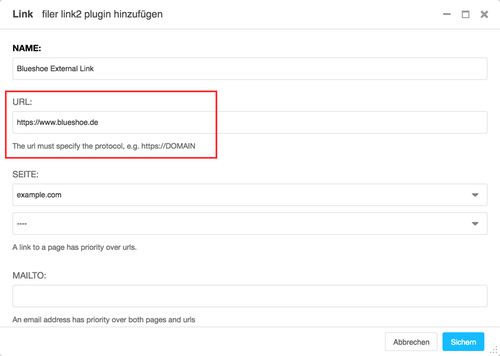 Link filer link2 plugin hinzufügen
NAME:
Blueshoe External Link
URL:
https://www.blueshoe.de
The url must specify the protocol, e.g. https://DOMAIN
SEITE:
example.com
----
A link to a page has priority over urls.
MAILTO:
An email address has priority over both pages and urls
Abbrechen Sichern